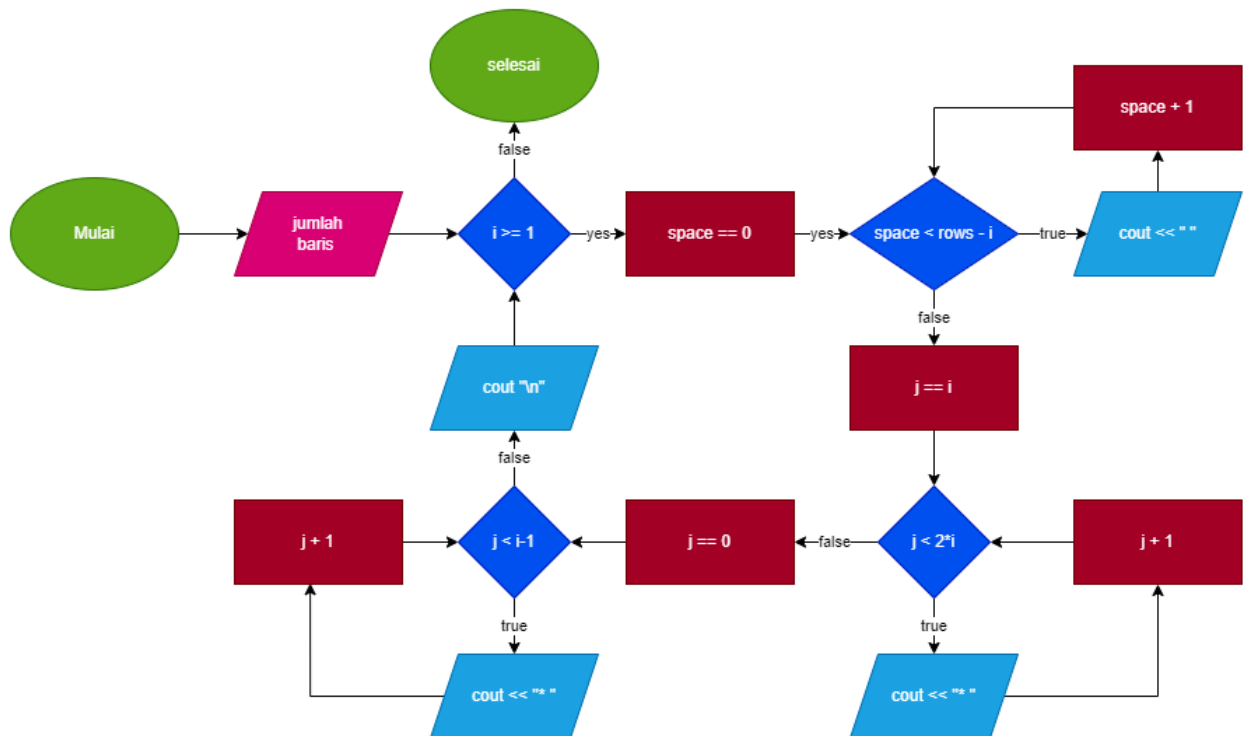 selesai
false
space + 1
Mulai
jumlah
baris
i >= 1
yes
space == 0
yes
space < rows - i
true
cout << " "
false
cout "\n"
j == i
false
j + 1
j < i-1
j == 0
false
j < 2*i
j + 1
true
true
cout << "* "
cout << "* "